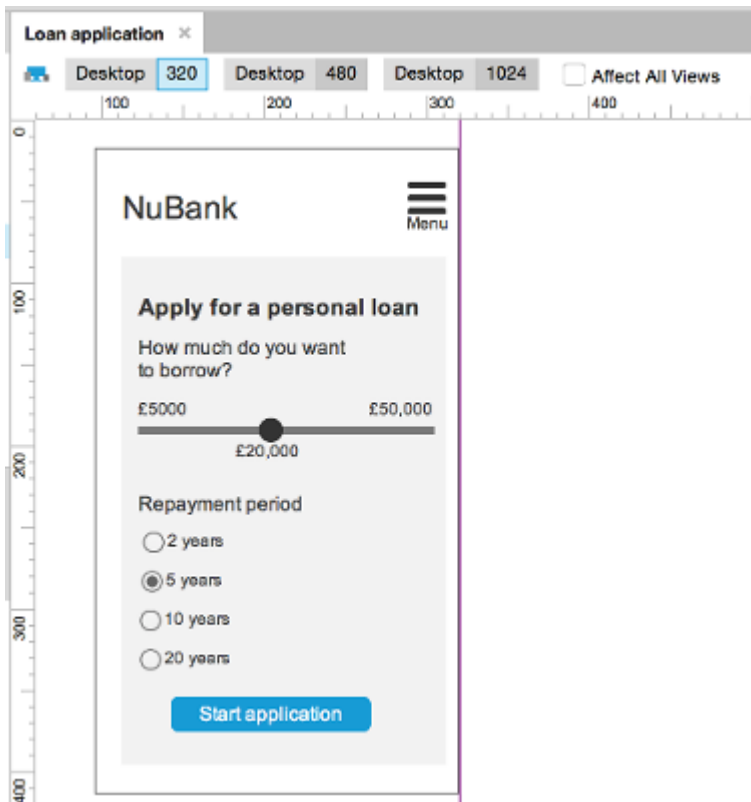 Loan application ×
Desktop 320 Desktop 480 Desktop 1024 Affect All Views
100 200 300 400
0
NuBank
Menu
100
Apply for a personal loan
How much do you want
to borrow?
£5000 £50,000
£20,000
200
Repayment period
2 years
5 years
300
10 years
20 years
Start application
400